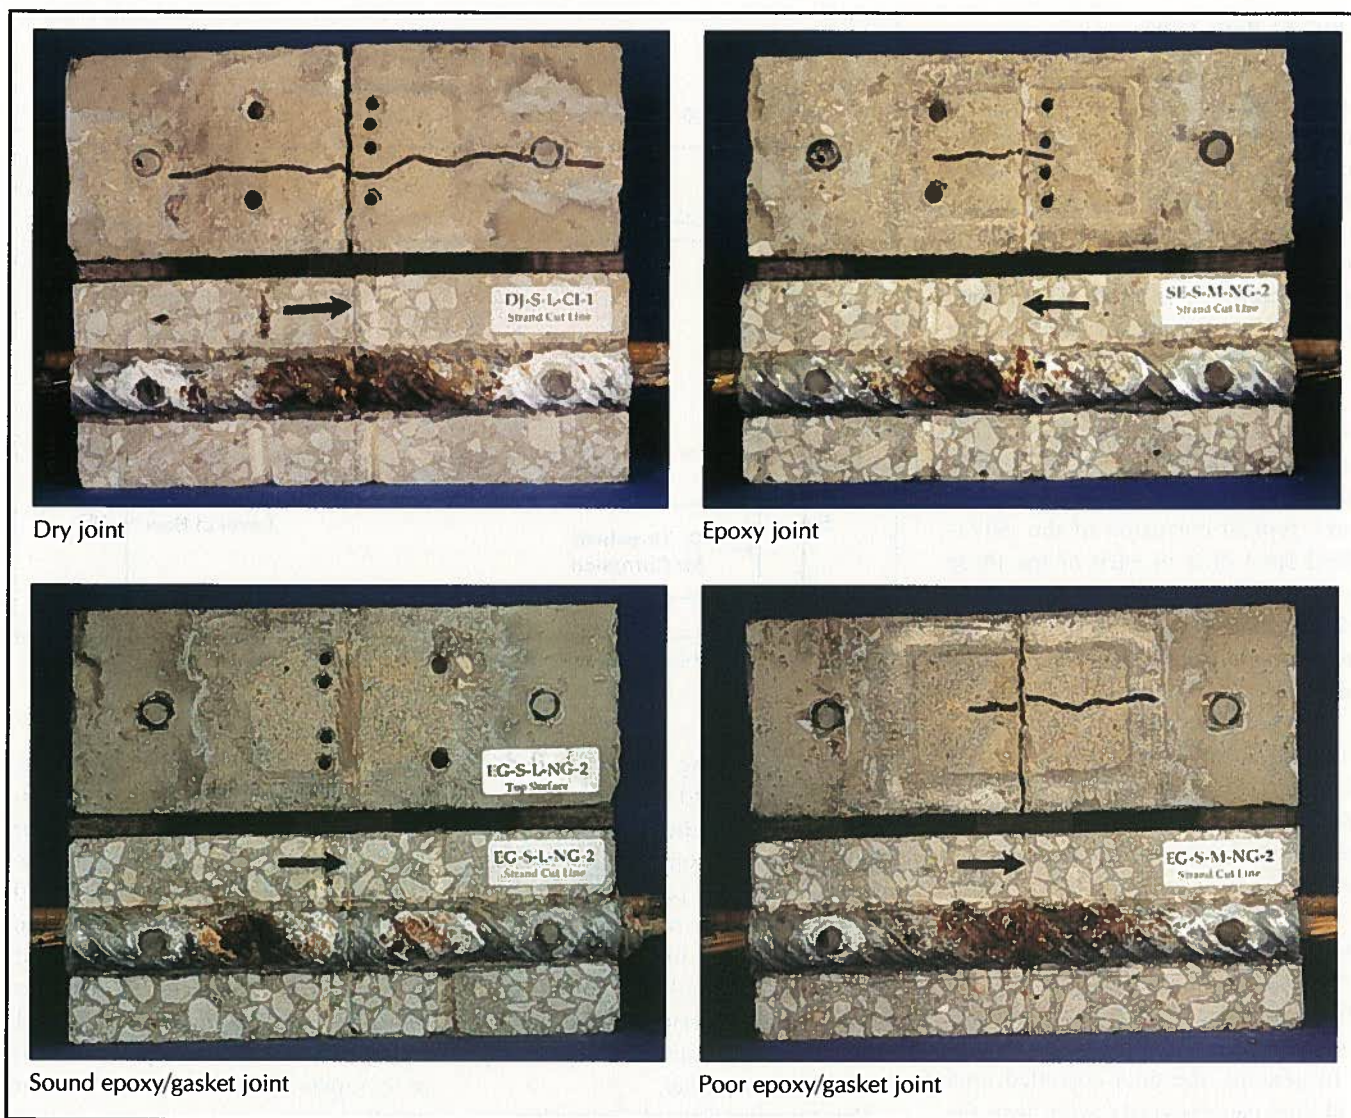 DJ-S-L-CI-1
Strand Cut Line
Dry joint
SE-S-M-NG-2
Strand Cut Line
Epoxy joint
EG-S-L-NG-2
Top Surface
EG-S-L-NG-2
Strand Cut Line
Sound epoxy/gasket joint
EG-S-M-NG-2
Strand Cut Line
Poor epoxy/gasket joint